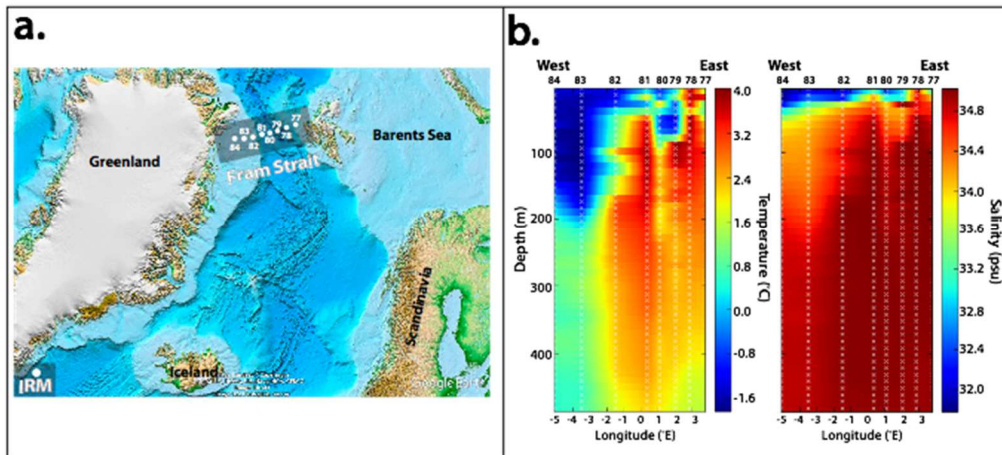 a.
Greenland
Barents Sea
77
79
81
83
78
80
82
84
Fram Strait
Scandinavia
Iceland
IRM
b.
West East
84 83 82 81 80 79 78 77
4.0
3.2
2.4
1.6
0.8
0.0
-0.8
-1.6
Temperature (˚C)
Depth (m)
100
200
300
400
-5 -4 -3 -2 -1 0 1 2 3
Longitude (˚E)
West East
84 83 82 81 80 79 78 77
34.8
34.4
34.0
33.6
33.2
32.8
32.4
32.0
Salinity (psu)
-5 -4 -3 -2 -1 0 1 2 3
Longitude (˚E)